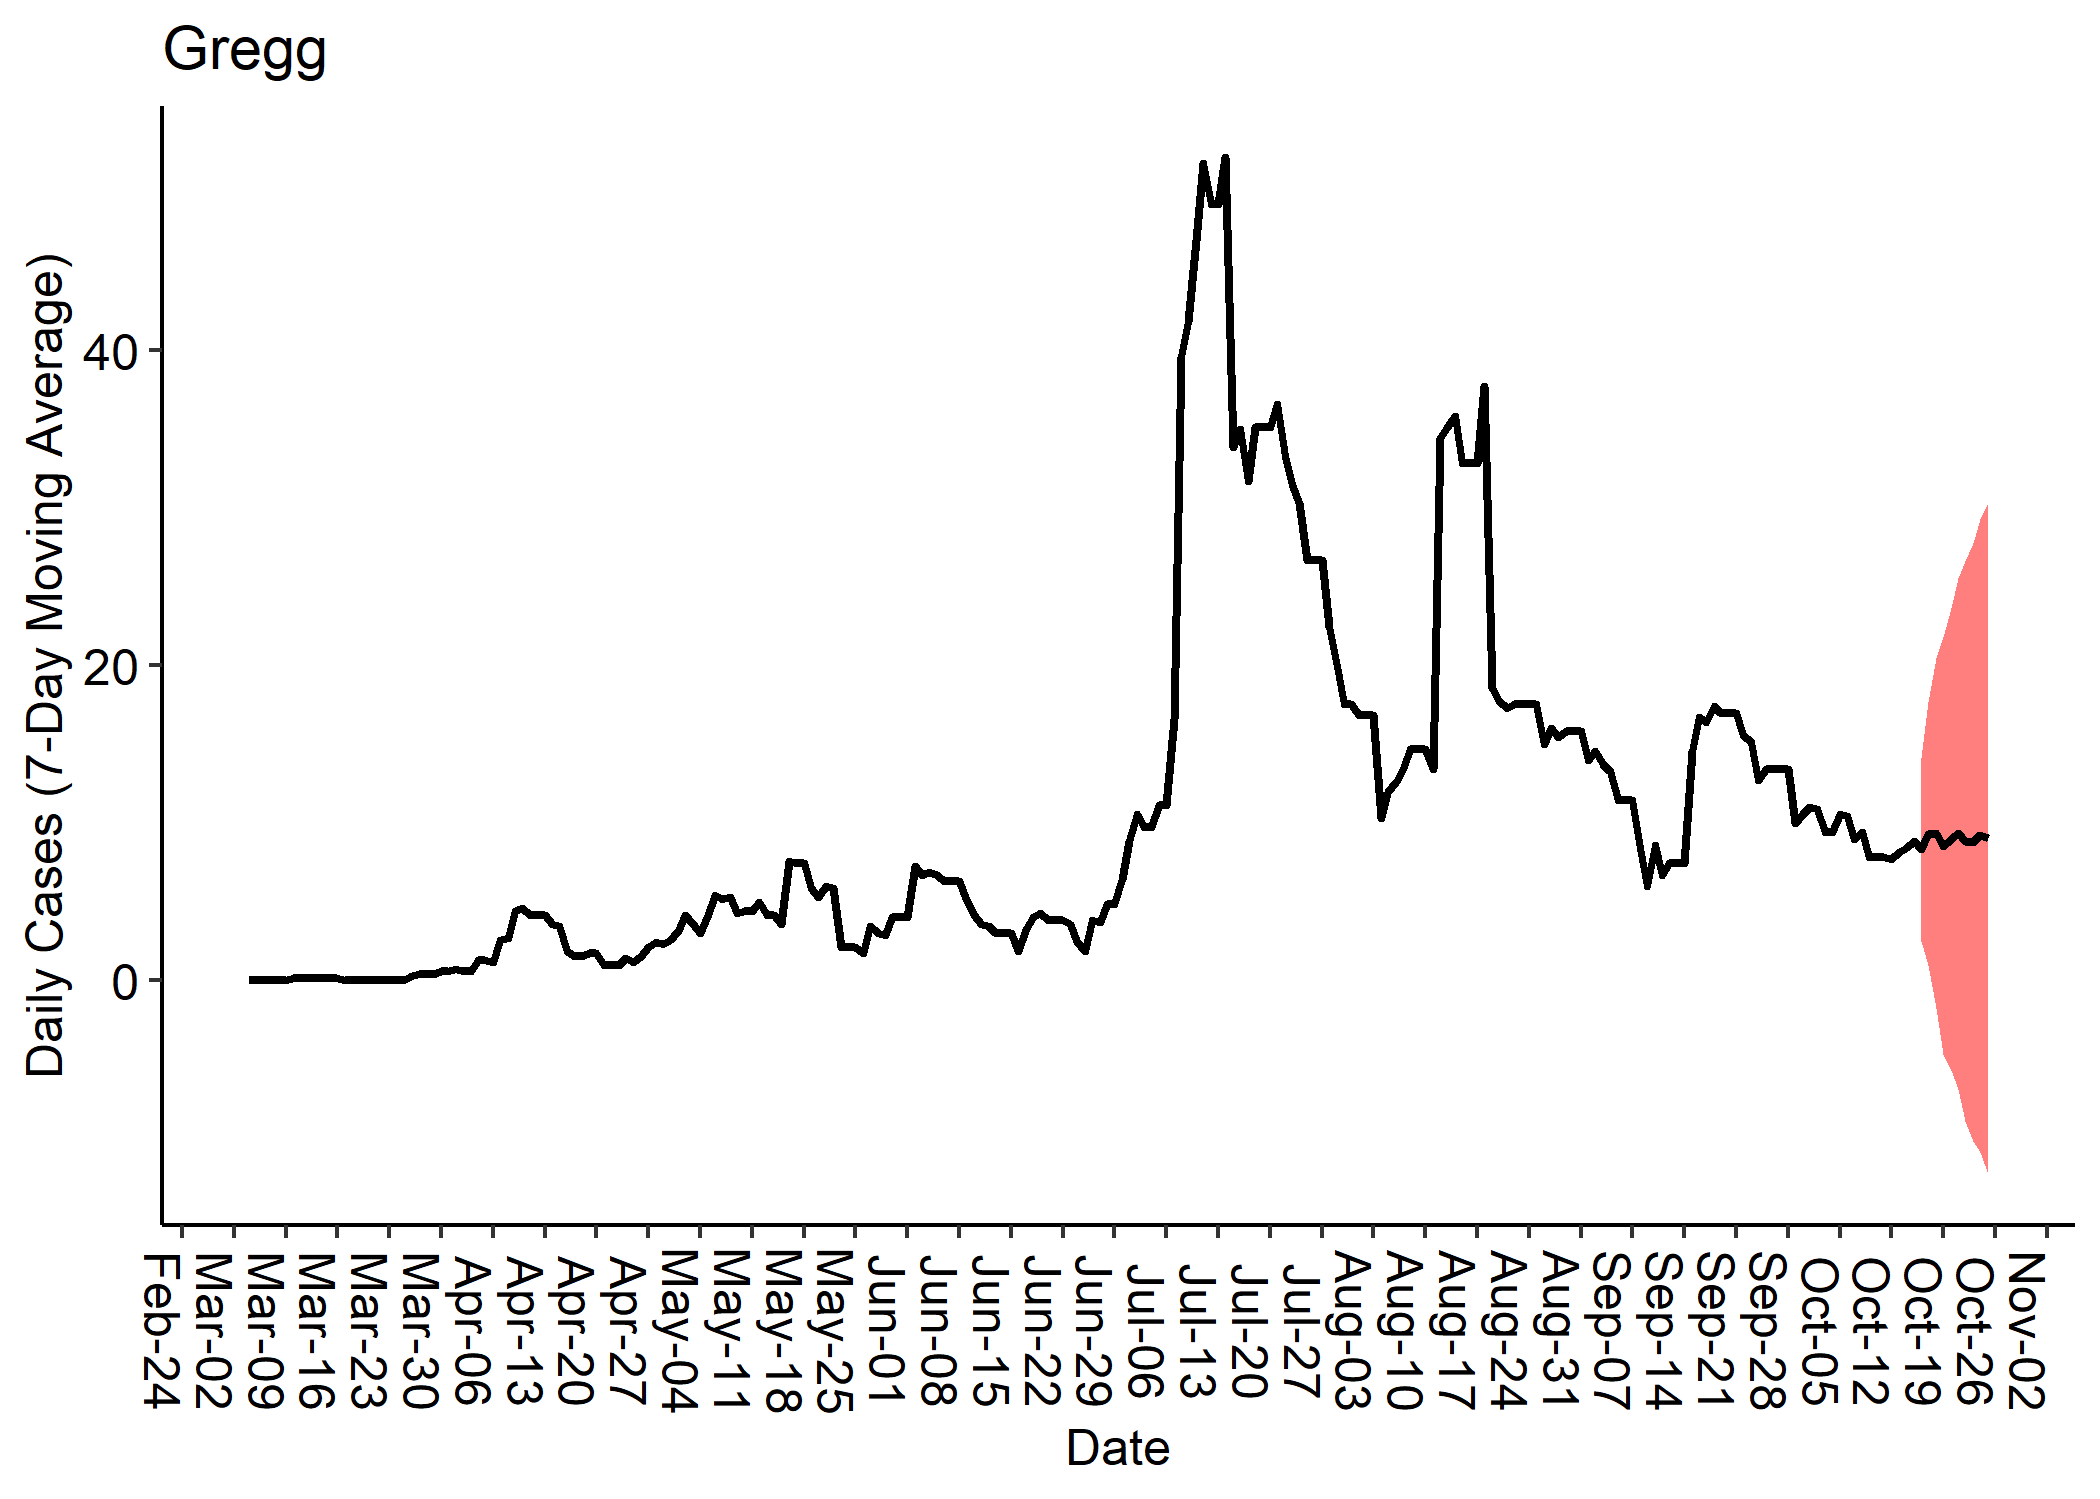 Gregg
Daily Cases (7-Day Moving Average)
40
20
0
Feb-24
Mar-02
Mar-09
Mar-16
Mar-23
Mar-30
Apr-06
Apr-13
Apr-20
Apr-27
May-04
May-11
May-18
May-25
Jun-01
Jun-08
Jun-15
Jun-22
Jun-29
Jul-06
Jul-13
Jul-20
Jul-27
Aug-03
Aug-10
Aug-17
Aug-24
Aug-31
Sep-07
Sep-14
Sep-21
Sep-28
Oct-05
Oct-12
Oct-19
Oct-26
Nov-02
Date